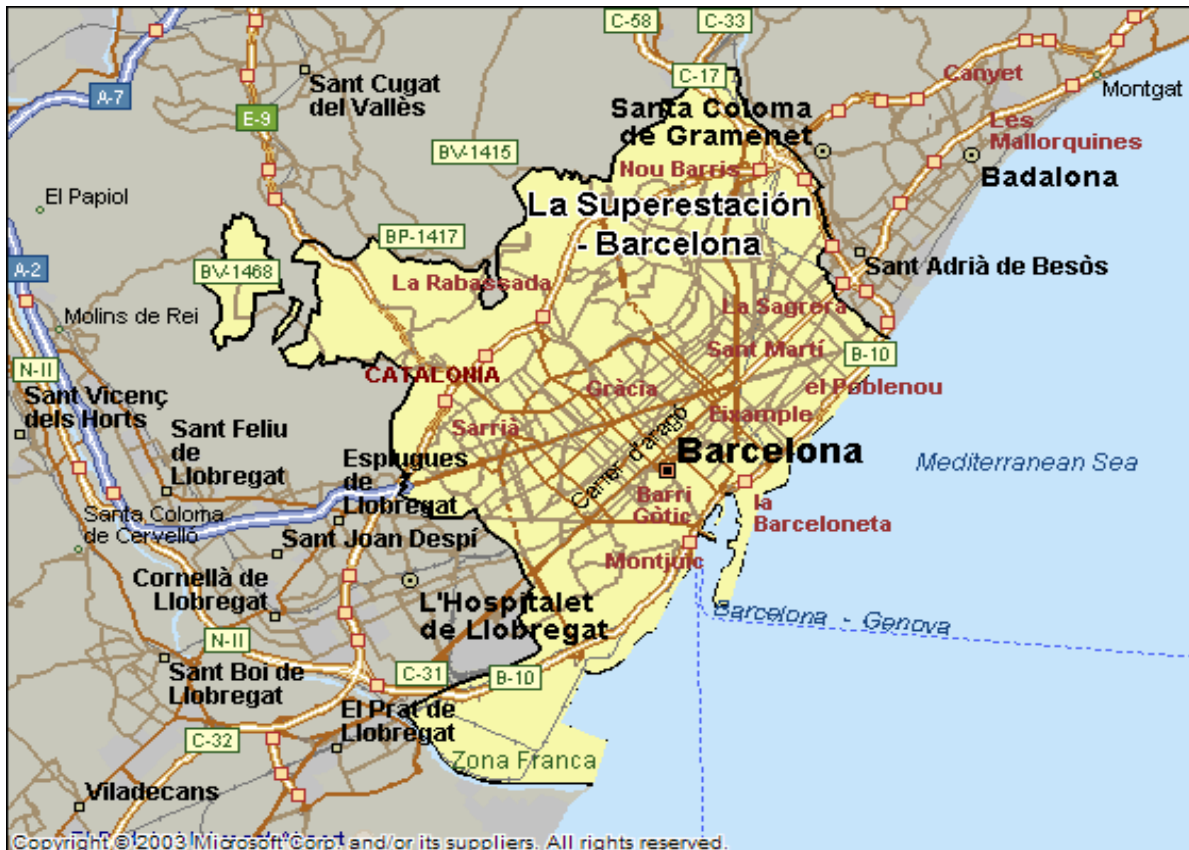 C-58
C-33
C-17
Sant Cugat
del Vallès
A-7
E-9
Santa Coloma
de Gramenet
Canyet
Montgat
Les
Mallorquines
Badalona
BV-1415
Nou Barris
El Papiol
La Superestación
- Barcelona
BP-1417
A-2
BV-1468
La Rabassada
Sant Adrià de Besòs
La Sagrera
Molins de Rei
N-II
Sant Martí
B-10
CATALONIA
Gràcia
el Poblenou
Sant Vicenç
dels Horts
Sant Feliu
de
Llobregat
Sarrià
Eixample
Carrer d'aragó
Barcelona
Esplugues
de
Llobregat
Mediterranean Sea
Barri
Gòtic
la
Barceloneta
Santa Coloma
de Cervelló
Sant Joan Despí
Montjuïc
Cornellà de
Llobregat
L'Hospitalet
de Llobregat
Barcelona - Genova
N-II
C-31
B-10
Sant Boi de
Llobregat
El Prat de
Llobregat
C-32
Zona Franca
Viladecans
Copyright © 2003 Microsoft Corp. and/or its suppliers. All rights reserved.